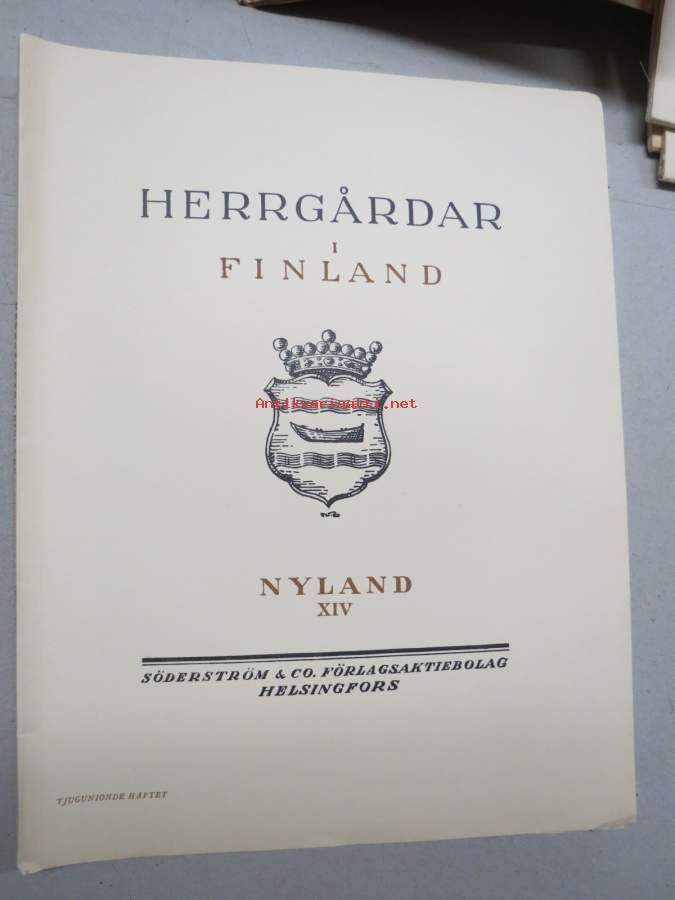 HERRGÅRDAR
I
FINLAND
Antikvariaatti.net
NYLAND
XIV
SÖDERSTRÖM & CO. FÖRLAGSAKTIEBOLAG
HELSINGFORS
TJUGUNIONDE HÄFTET